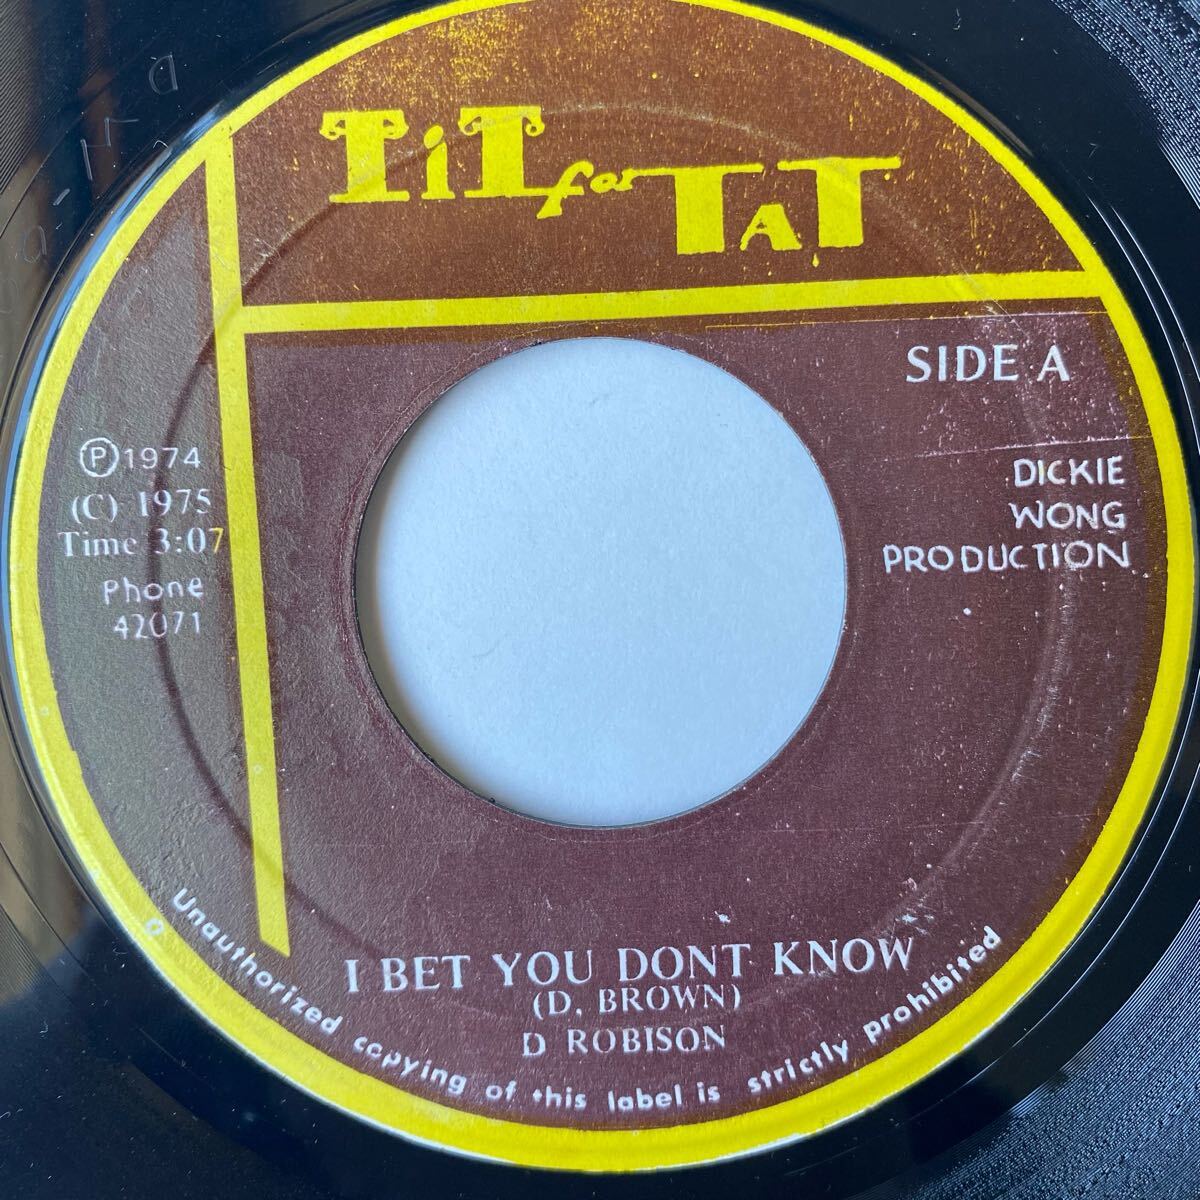 TiT for TAT
SIDE A
Ⓟ1974
(C) 1975
Time 3:07
Phone
42071
DICKIE
WONG
PRODUCTION
I BET YOU DONT KNOW
(D. BROWN)
D ROBISON
Unauthorized copying of this label is strictly prohibited